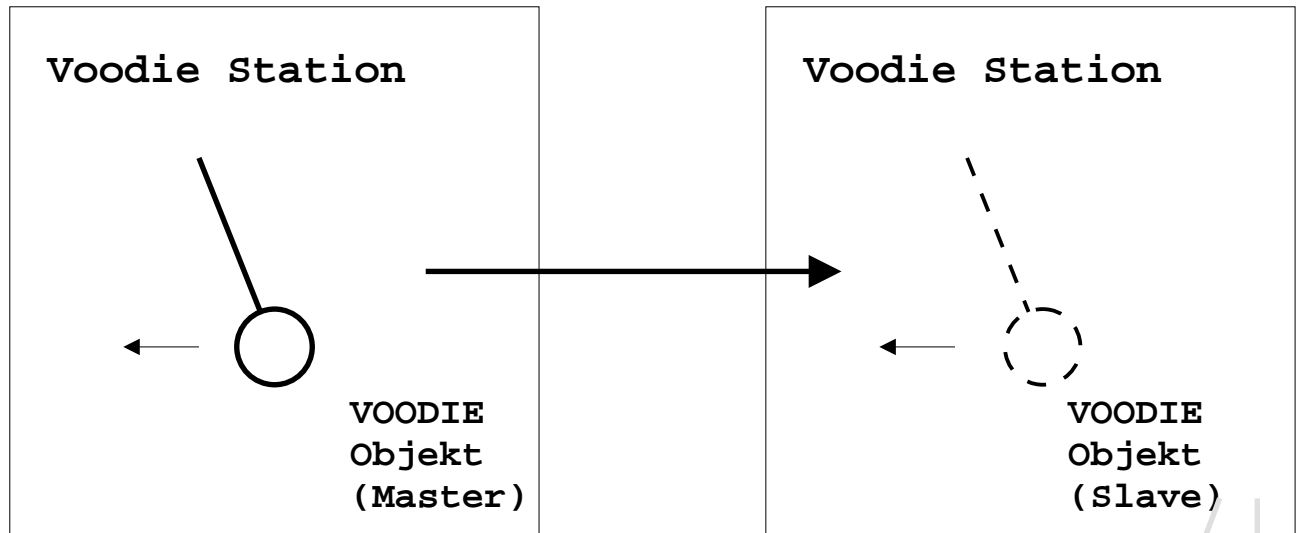 Voodie Station
VOODIE
Objekt
(Master)
Voodie Station
VOODIE
Objekt
(Slave)